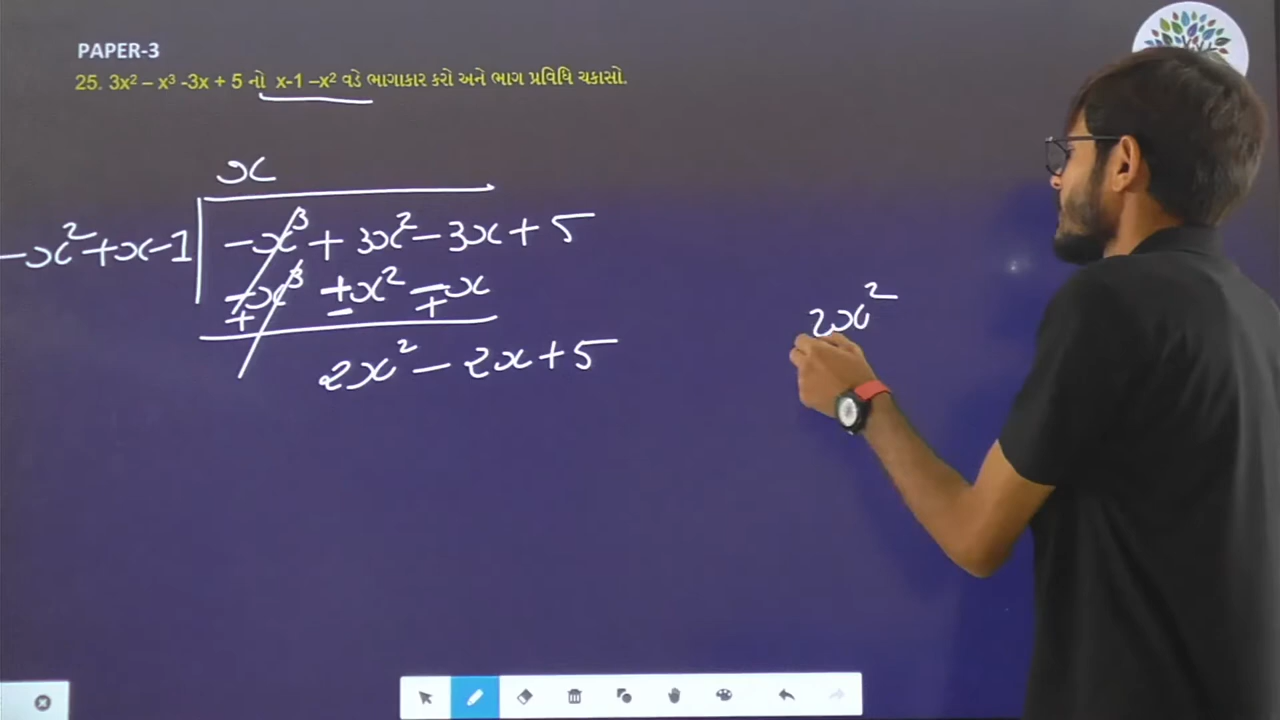 PAPER-3
25. 3x² – x³ -3x + 5 નો x-1 –x² વડે ભાગાકાર કરો અને ભાગ પ્રવિધિ ચકાસો.
x
-x²+x-1 -x³ + 3x² - 3x + 5
-x³ + x² - x
+ - +
2x² - 2x + 5
2x²